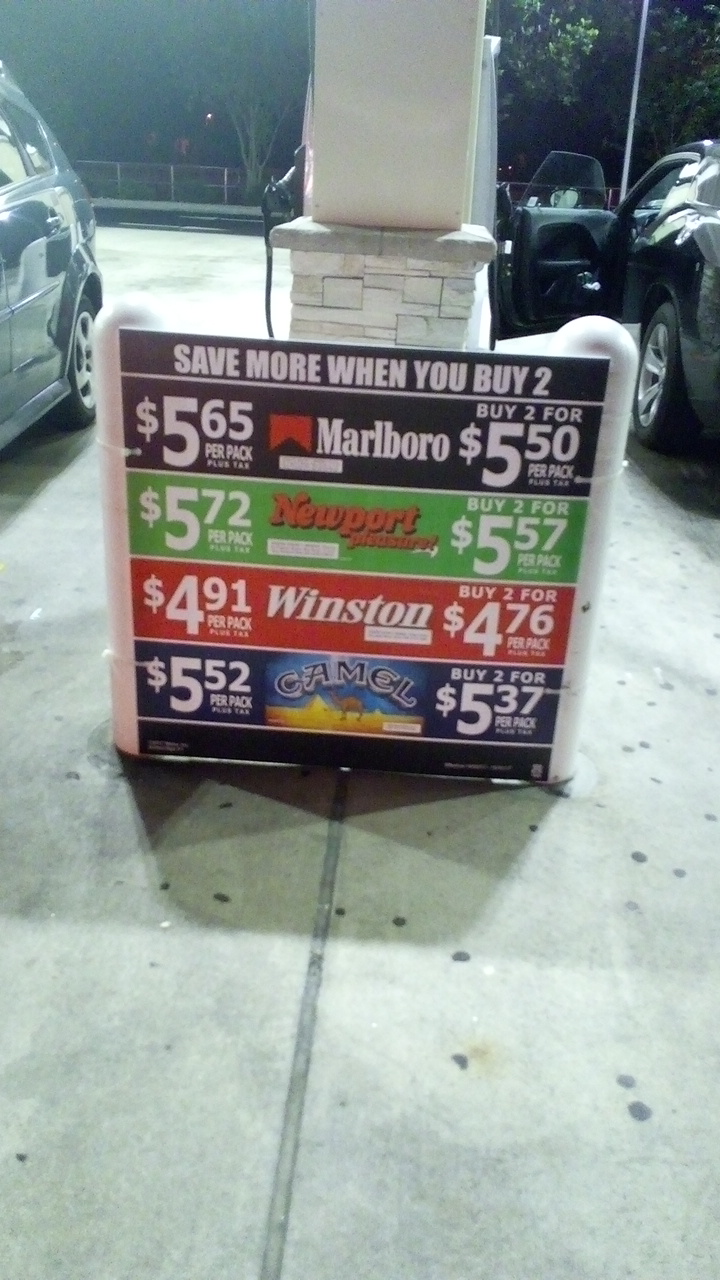 SAVE MORE WHEN YOU BUY 2
$5.65 PER PACK PLUS TAX Marlboro BUY 2 FOR $5.50 PER PACK PLUS TAX
$5.72 PER PACK PLUS TAX Newport pleasure! BUY 2 FOR $5.57 PER PACK PLUS TAX
$4.91 PER PACK PLUS TAX Winston BUY 2 FOR $4.76 PER PACK PLUS TAX
$5.52 PER PACK PLUS TAX CAMEL BUY 2 FOR $5.37 PER PACK PLUS TAX